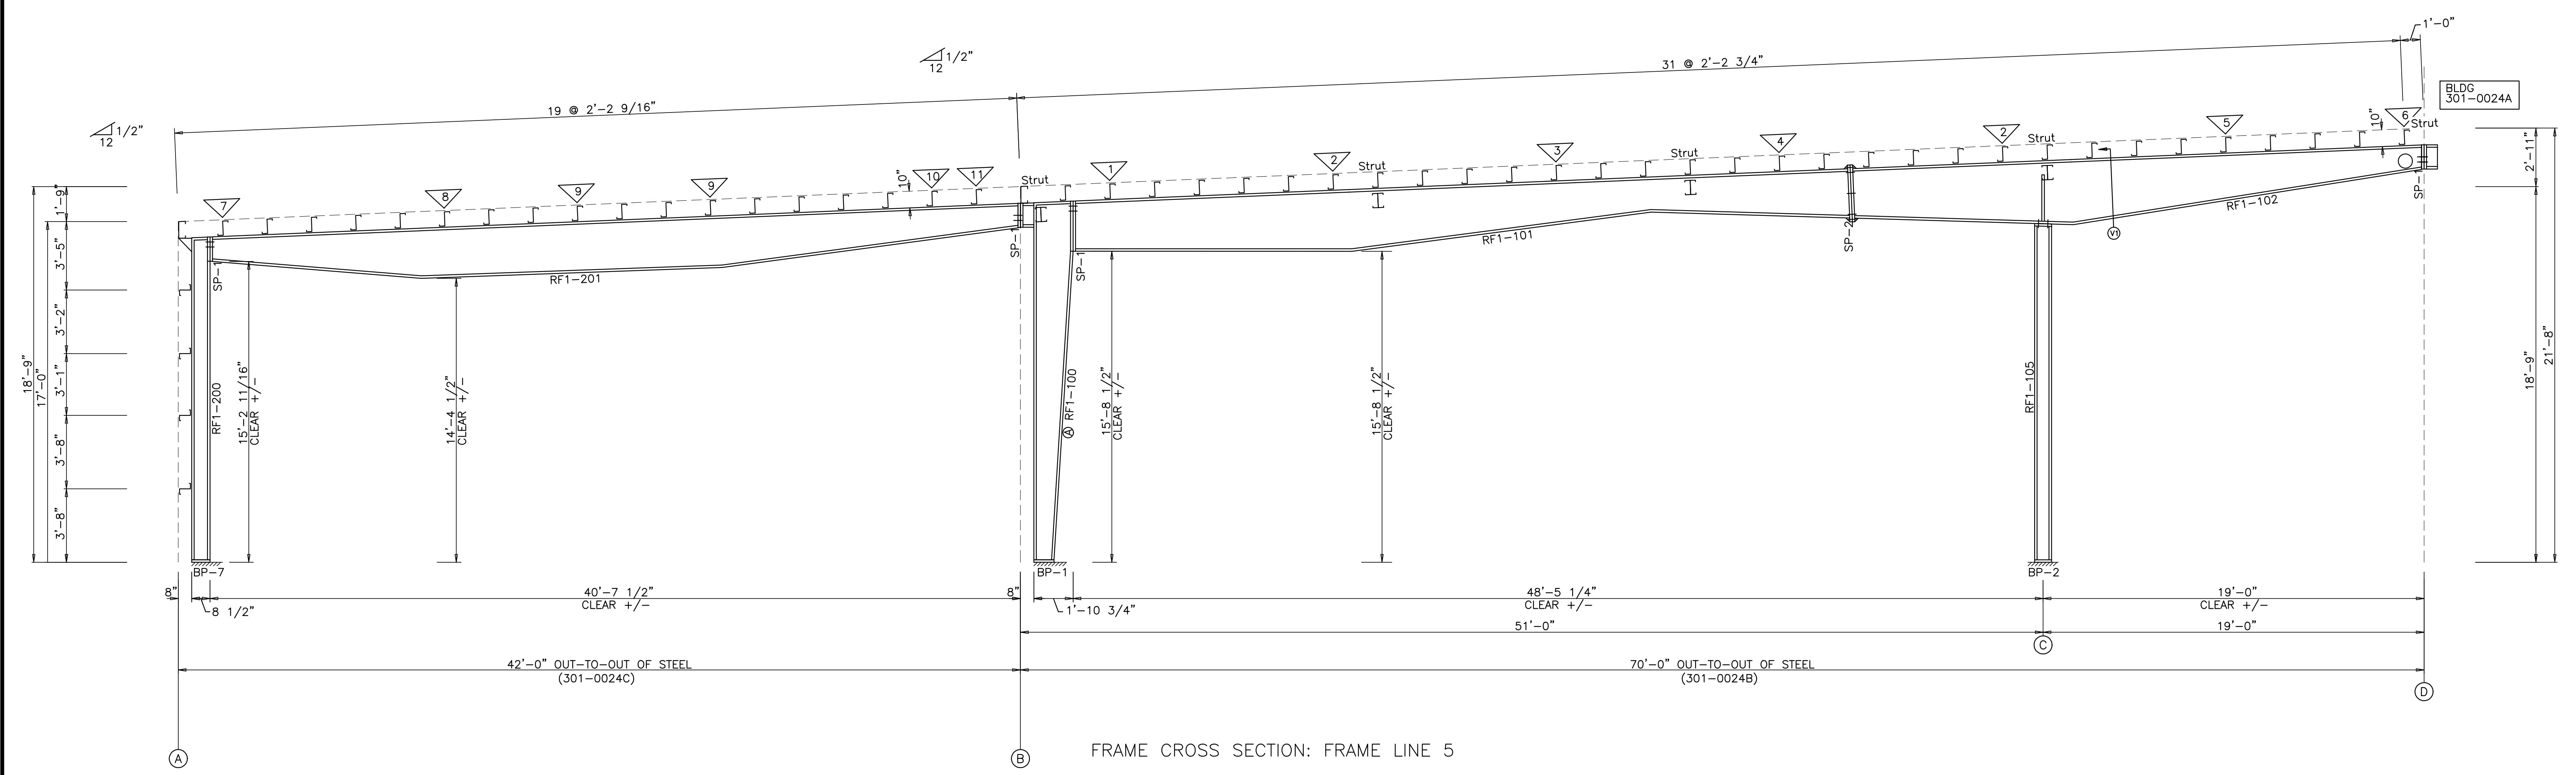 1'-0"
1/2"
12
31 @ 2'-2 3/4"
BLDG
301-0024A
19 @ 2'-2 9/16"
1/2"
12
6
Strut
5
2
Strut
10"
4
Strut
3
2
Strut
1
11
Strut
10
10"
9
9
8
7
2'-11"
21'-8"
18'-9"
1'-9"
3'-5"
3'-2"
3'-1"
3'-8"
3'-8"
18'-9"
17'-0"
SP-1
SP-1
SP-1
SP-2
SP-1
V1
RF1-201
RF1-101
RF1-102
RF1-200
15'-2 11/16"
CLEAR +/-
14'-4 1/2"
CLEAR +/-
A RF1-100
15'-8 1/2"
CLEAR +/-
15'-8 1/2"
CLEAR +/-
RF1-105
BP-7
BP-1
BP-2
8"
8 1/2"
40'-7 1/2"
CLEAR +/-
8"
1'-10 3/4"
48'-5 1/4"
CLEAR +/-
19'-0"
CLEAR +/-
51'-0"
19'-0"
C
42'-0" OUT-TO-OUT OF STEEL
(301-0024C)
70'-0" OUT-TO-OUT OF STEEL
(301-0024B)
D
A
B
FRAME CROSS SECTION: FRAME LINE 5